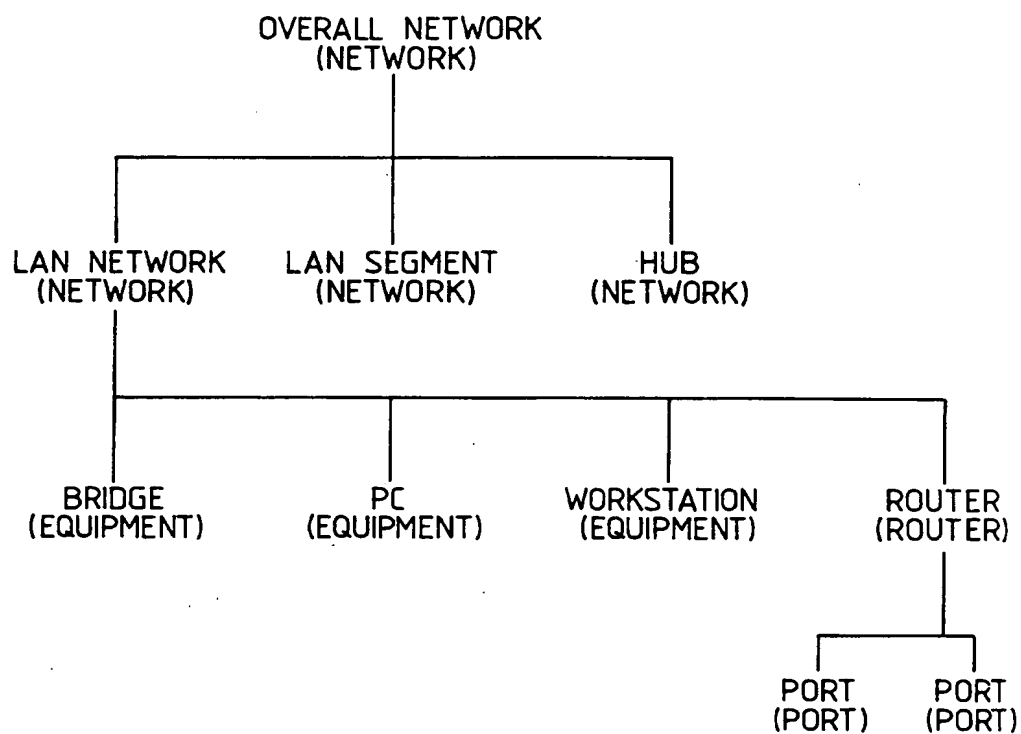 OVERALL NETWORK
(NETWORK)
LAN NETWORK
(NETWORK)
LAN SEGMENT
(NETWORK)
HUB
(NETWORK)
BRIDGE
(EQUIPMENT)
PC
(EQUIPMENT)
WORKSTATION
(EQUIPMENT)
ROUTER
(ROUTER)
PORT
(PORT)
PORT
(PORT)